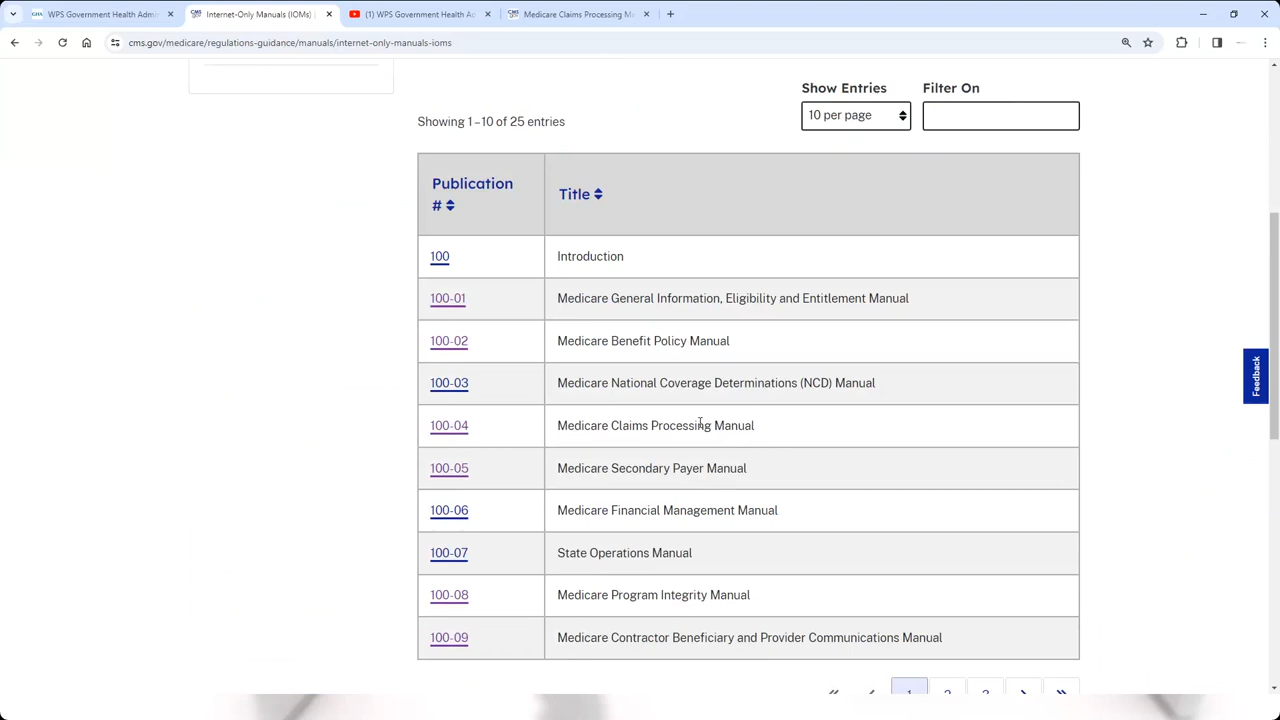 WPS Government Health Admin
Internet-Only Manuals (IOMs) |
(1) WPS Government Health Ad
Medicare Claims Processing Ma
cms.gov/medicare/regulations-guidance/manuals/internet-only-manuals-ioms
Show Entries
Filter On
10 per page
Showing 1–10 of 25 entries
Publication
#
Title
100
Introduction
100-01
Medicare General Information, Eligibility and Entitlement Manual
100-02
Medicare Benefit Policy Manual
100-03
Medicare National Coverage Determinations (NCD) Manual
100-04
Medicare Claims Processing Manual
100-05
Medicare Secondary Payer Manual
100-06
Medicare Financial Management Manual
100-07
State Operations Manual
100-08
Medicare Program Integrity Manual
100-09
Medicare Contractor Beneficiary and Provider Communications Manual
Feedback
« ‹ 1 2 3 › »